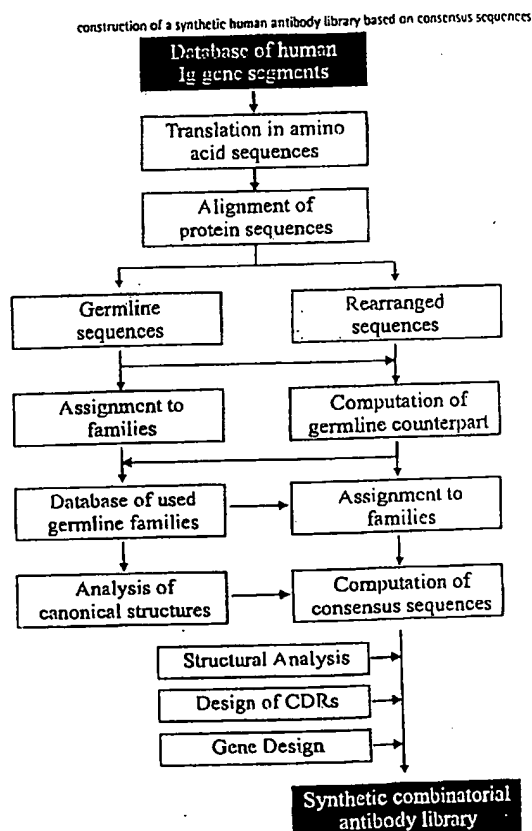 construction of a synthetic human antibody library based on consensus sequences
Database of human
Ig gene segments
Translation in amino
acid sequences
Alignment of
protein sequences
Germline
sequences
Rearranged
sequences
Assignment to
families
Computation of
germline counterpart
Database of used
germline families
Assignment to
families
Analysis of
canonical structures
Computation of
consensus sequences
Structural Analysis
Design of CDRs
Gene Design
Synthetic combinatorial
antibody library